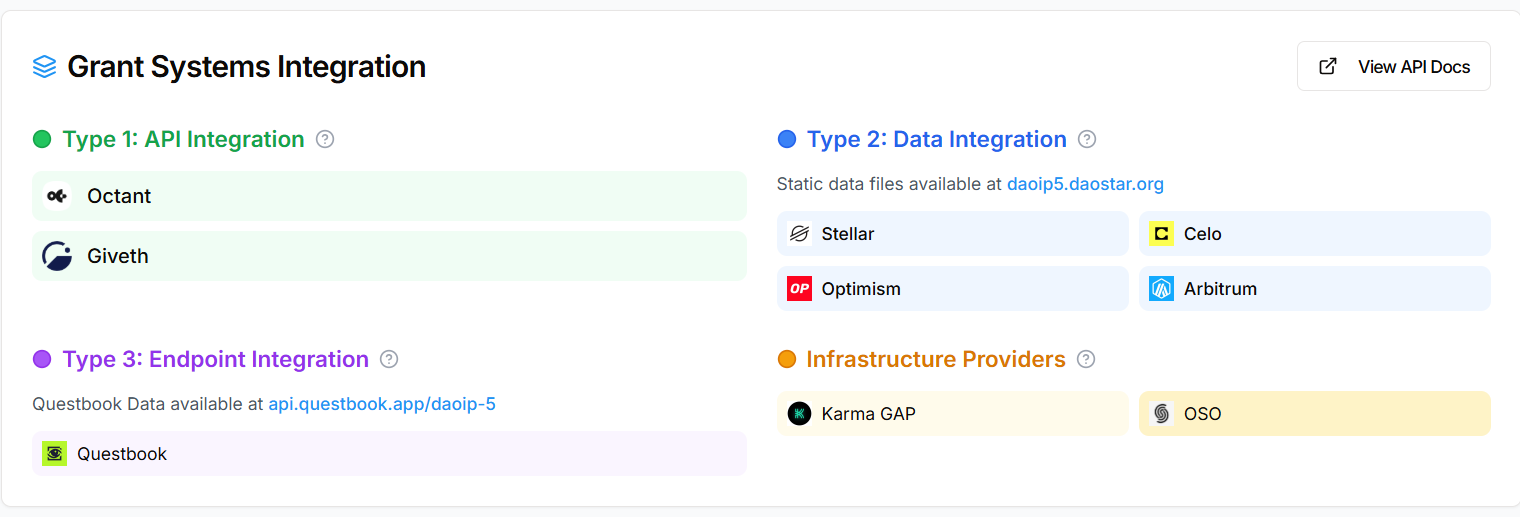 Grant Systems Integration
View API Docs
Type 1: API Integration
Octant
Giveth
Type 2: Data Integration
Static data files available at daoip5.daostar.org
Stellar
Celo
OP
Optimism
Arbitrum
Type 3: Endpoint Integration
Questbook Data available at api.questbook.app/daoip-5
Questbook
Infrastructure Providers
Karma GAP
OSO